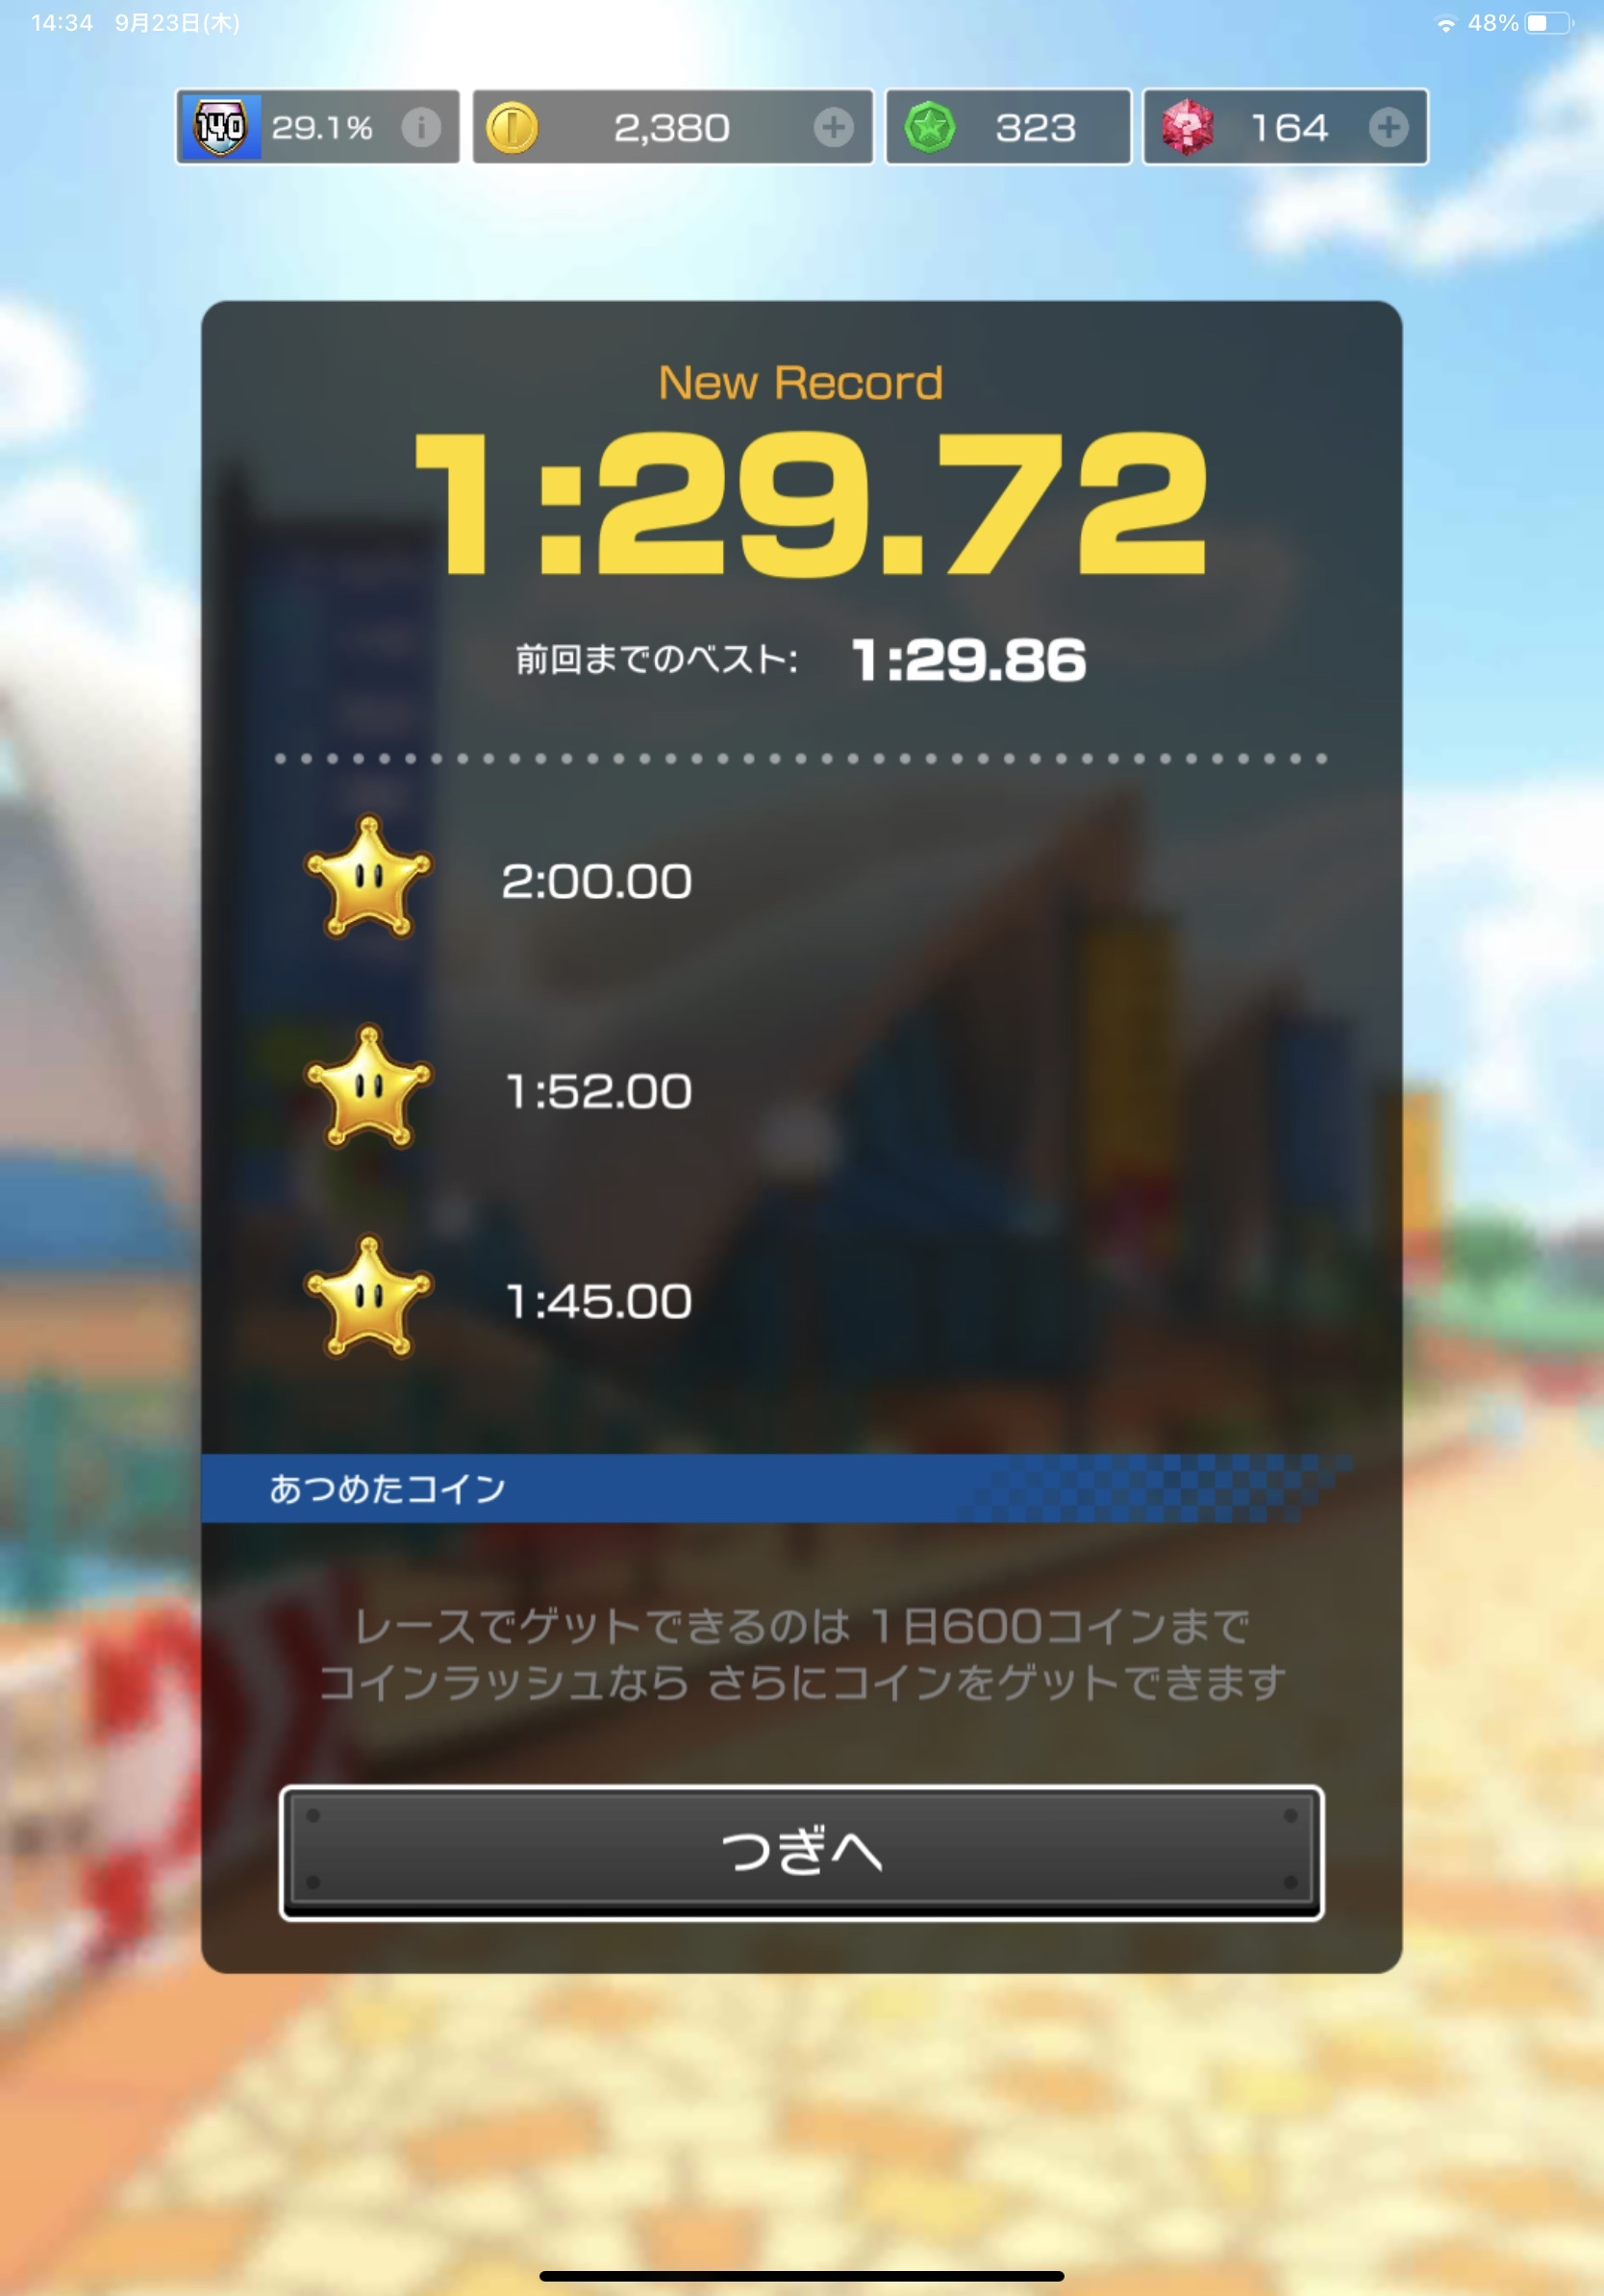 14:34 9月23日(木)
48%
140 29.1% i 2,380 + 323 ? 164 +
New Record
1:29.72
前回までのベスト: 1:29.86
2:00.00
1:52.00
1:45.00
あつめたコイン
レースでゲットできるのは 1日600コインまで
コインラッシュなら さらにコインをゲットできます
つぎへ